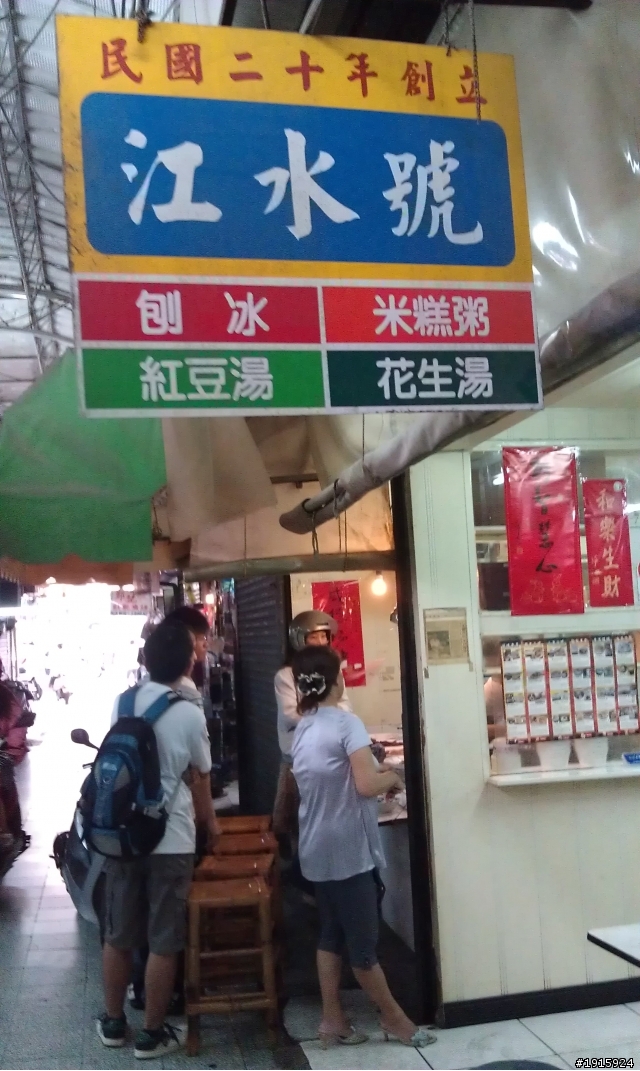 民國二十年創立
江水號
刨冰
米糕粥
紅豆湯
花生湯
和樂生財
#1915924